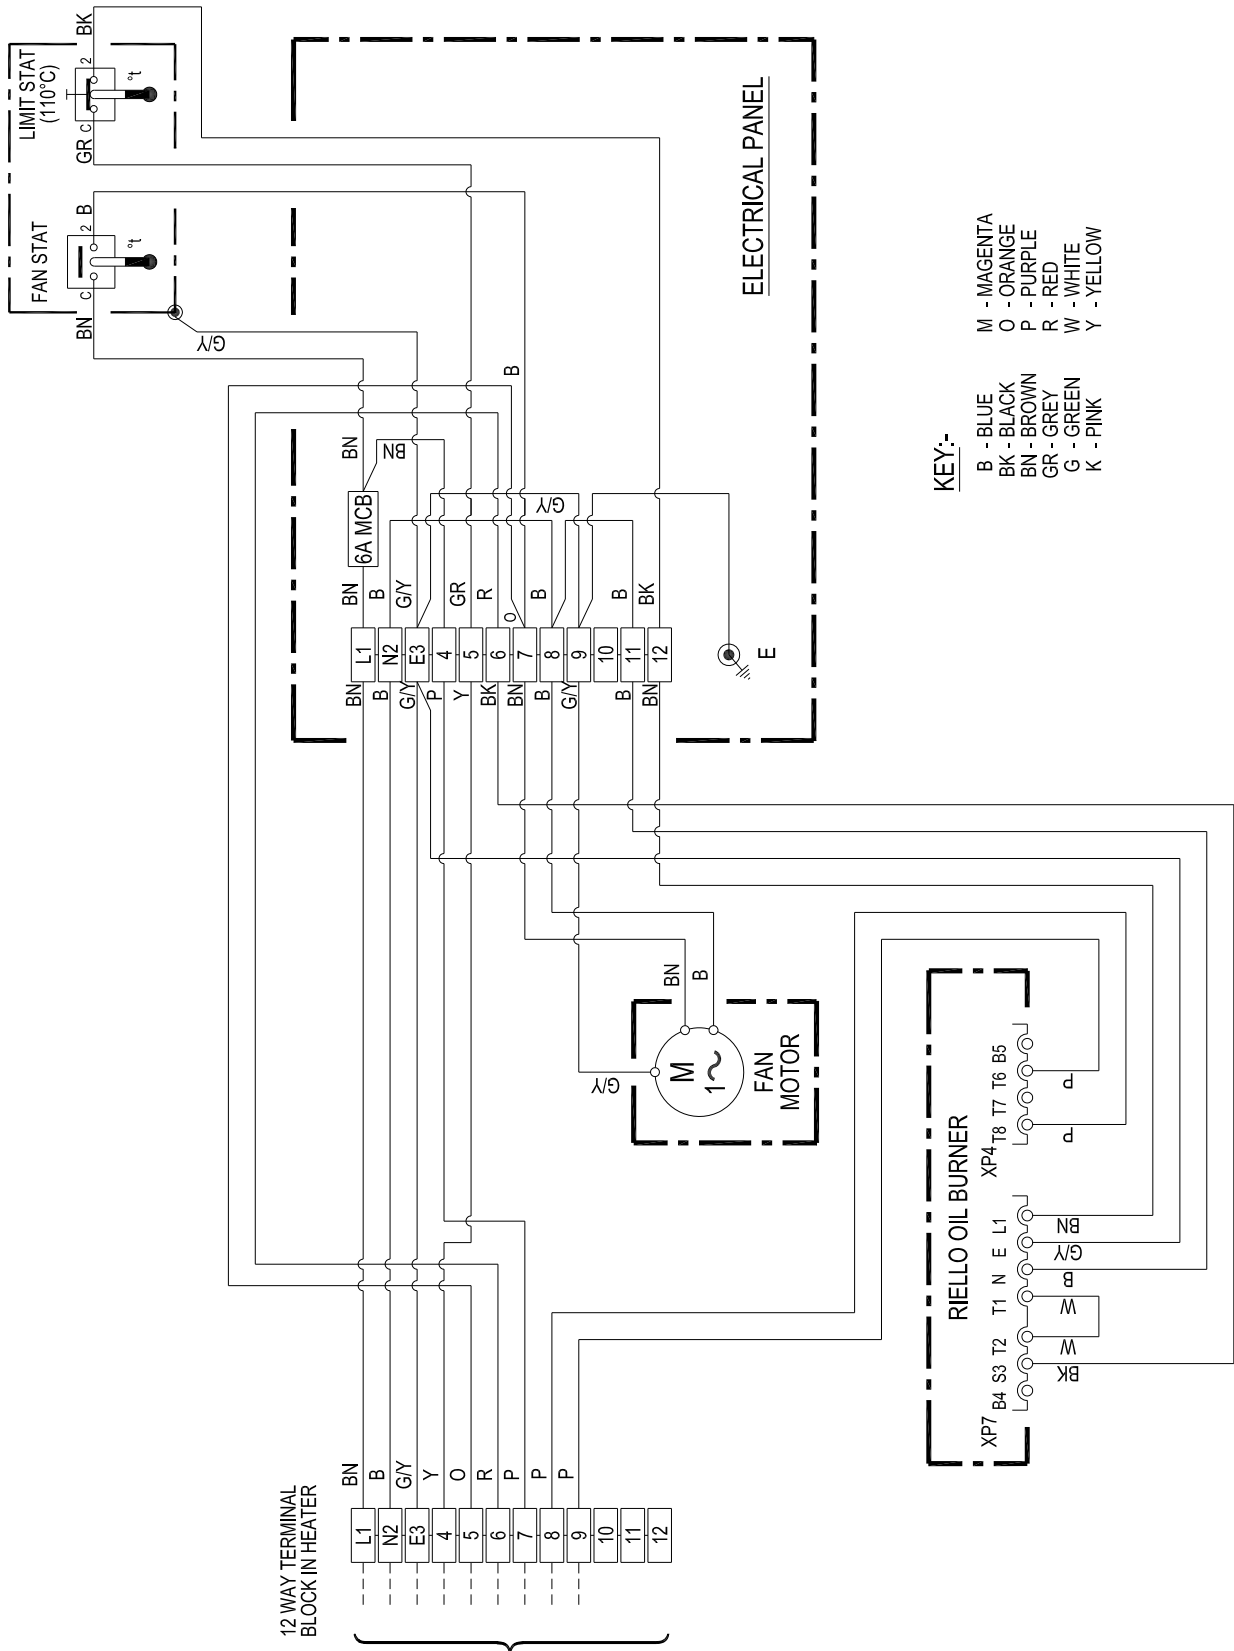 12 WAY TERMINAL
BLOCK IN HEATER
L1
N2
E3
4
5
6
7
8
9
10
11
12
BN
B
G/Y
Y
O
R
P
P
P
LIMIT STAT
(110°C)
GR
C
2
BK
°t
FAN STAT
BN
C
2
B
°t
G/Y
BN
BN
6A MCB
B
G/Y
ELECTRICAL PANEL
BN
B
G/Y
GR
R
O
B
B
BK
L1
N2
E3
4
5
6
7
8
9
10
11
12
BN
B
G/Y
P
Y
BK
BN
B
G/Y
B
BN
E
BN
B
G/Y
M
1
FAN
MOTOR
RIELLO OIL BURNER
XP7
B4 S3 T2 T1 N E L1
BK
W
W
B
G/Y
BN
XP4
T8 T7 T6 B5
P
P
KEY:-
B - BLUE
BK - BLACK
BN - BROWN
GR - GREY
G - GREEN
K - PINK
M - MAGENTA
O - ORANGE
P - PURPLE
R - RED
W - WHITE
Y - YELLOW